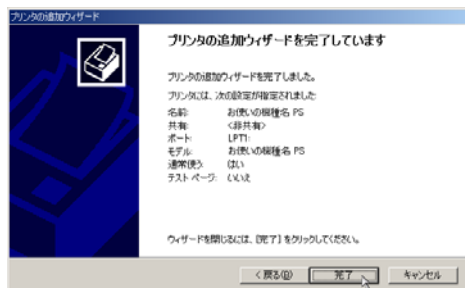 プリンタの追加ウィザード
プリンタの追加ウィザードを完了しています
プリンタの追加ウィザードを完了しました。
プリンタには、次の設定が指定されました:
名前: お使いの機種名 PS
共有: <非共有>
ポート: LPT1:
モデル: お使いの機種名 PS
通常使う: はい
テスト ページ: いいえ
ウィザードを閉じるには、[完了] をクリックしてください。
< 戻る(B) 完了 キャンセル